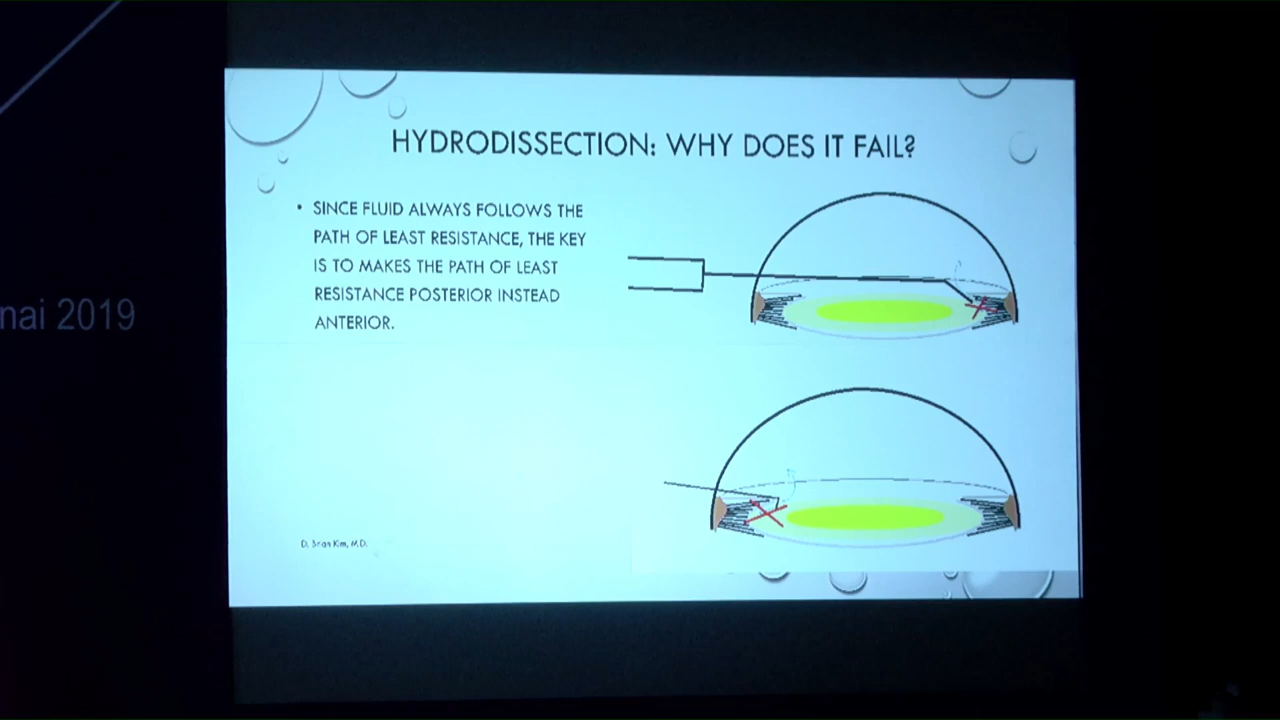 HYDRODISSECTION: WHY DOES IT FAIL?
• SINCE FLUID ALWAYS FOLLOWS THE
PATH OF LEAST RESISTANCE, THE KEY
IS TO MAKES THE PATH OF LEAST
RESISTANCE POSTERIOR INSTEAD
ANTERIOR.
nai 2019
D. Brian Kim, M.D.